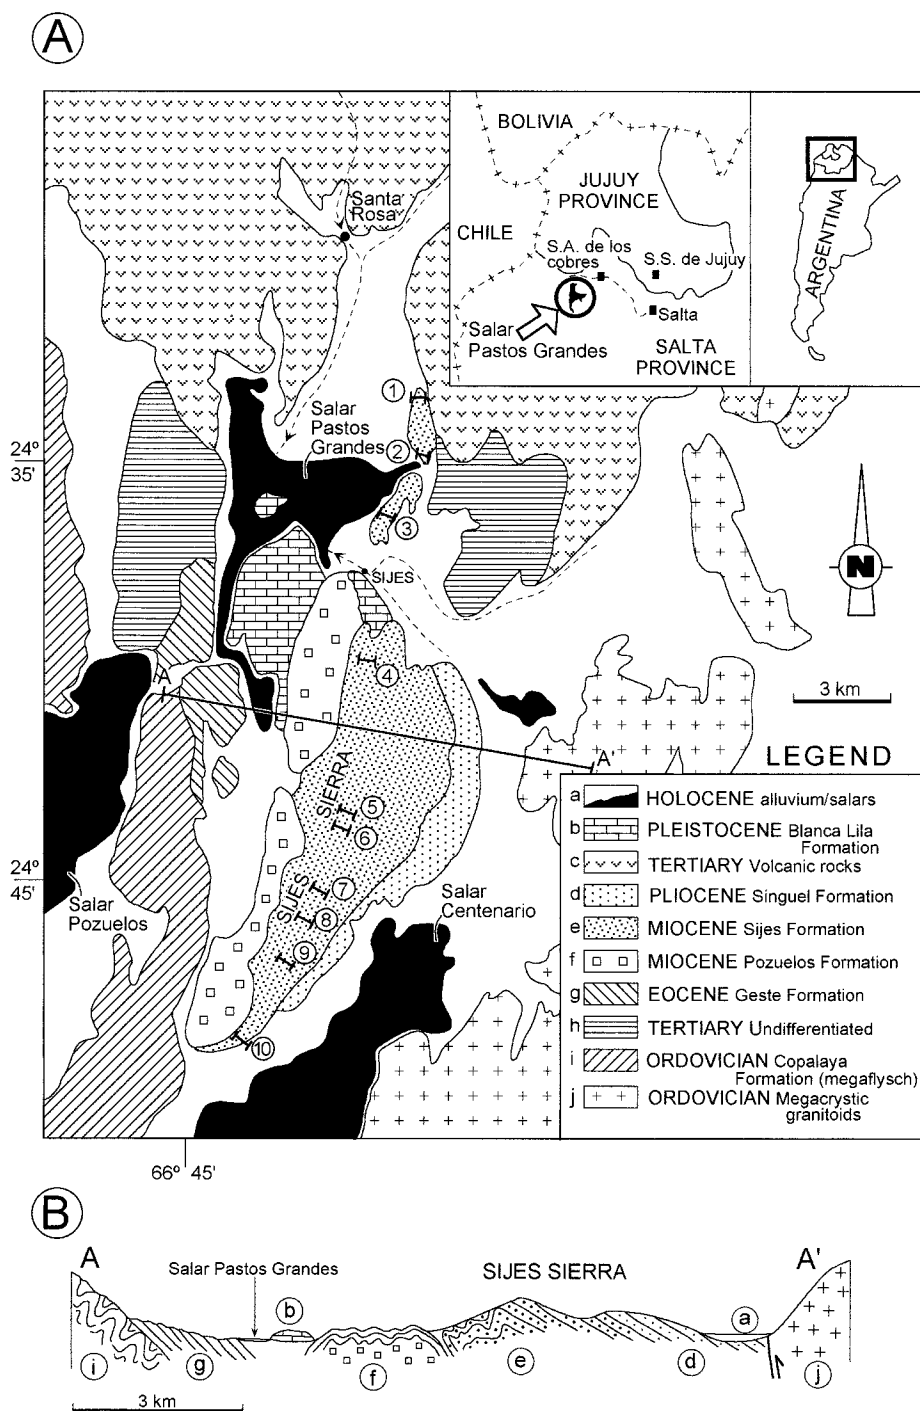 A
BOLIVIA
JUJUY
PROVINCE
CHILE
S.A. de los
cobres
S.S. de Jujuy
Salta
Salar
Pastos Grandes
SALTA
PROVINCE
ARGENTINA
Santa
Rosa
1
Salar
Pastos
Grandes
2
24º
35'
3
SIJES
N
4
A
3 km
A'
SIERRA
5
6
24º
45'
SIJES
7
8
9
10
Salar
Pozuelos
Salar
Centenario
LEGEND
a HOLOCENE alluvium/salars
b PLEISTOCENE Blanca Lila
Formation
c TERTIARY Volcanic rocks
d PLIOCENE Singuel Formation
e MIOCENE Sijes Formation
f MIOCENE Pozuelos Formation
g EOCENE Geste Formation
h TERTIARY Undifferentiated
i ORDOVICIAN Copalaya
Formation (megaflysch)
j ORDOVICIAN Megacrystic
granitoids
66º 45'
B
A
Salar Pastos Grandes
SIJES SIERRA
A'
b
a
i
g
f
e
d
j
3 km